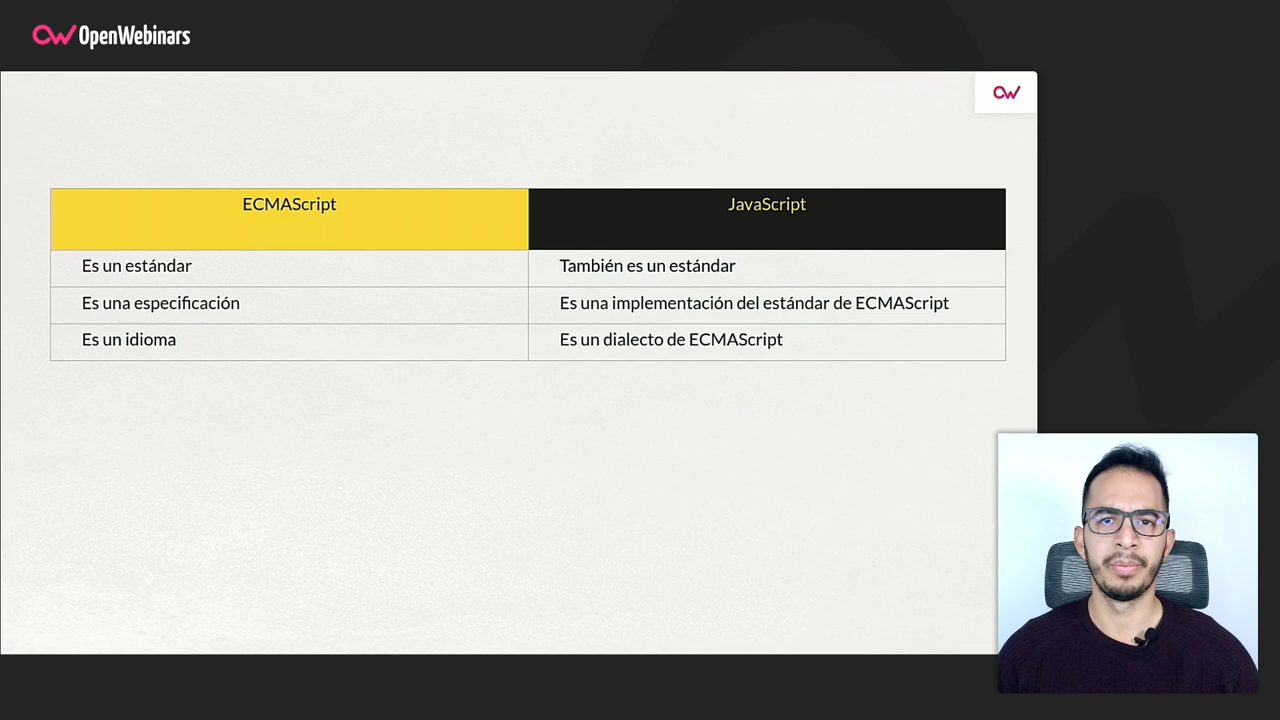 OpenWebinars
ECMAScript
JavaScript
Es un estándar
También es un estándar
Es una especificación
Es una implementación del estándar de ECMAScript
Es un idioma
Es un dialecto de ECMAScript